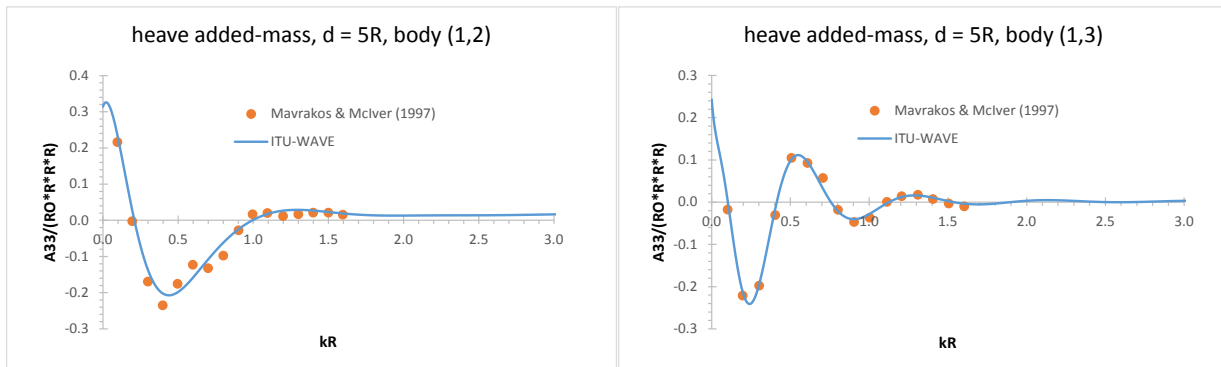 heave added-mass, d = 5R, body (1,2)
A33/(RO*R*R*R)
0.4
0.3
0.2
0.1
0.0
-0.1
-0.2
-0.3
0.0
0.5
1.0
1.5
2.0
2.5
3.0
Mavrakos & McIver (1997)
ITU-WAVE
kR
heave added-mass, d = 5R, body (1,3)
A33/(RO*R*R*R)
0.3
0.2
0.1
0.0
-0.1
-0.2
-0.3
0.0
0.5
1.0
1.5
2.0
2.5
3.0
Mavrakos & McIver (1997)
ITU-WAVE
kR